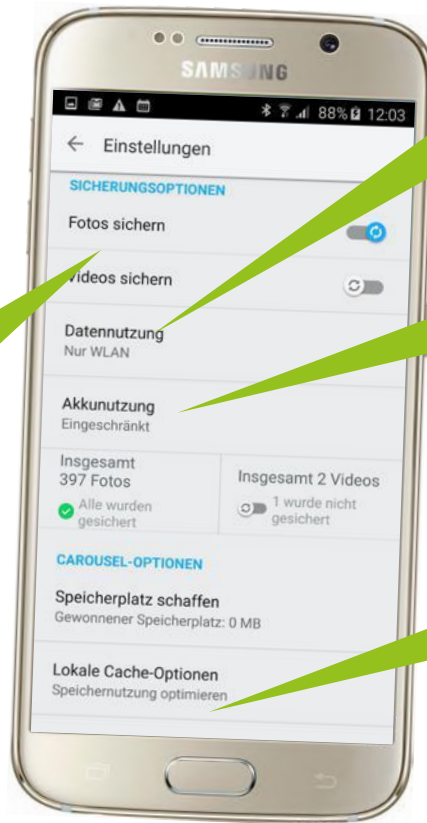 SAMSUNG
88% 12:03
Einstellungen
SICHERUNGSOPTIONEN
Fotos sichern
Videos sichern
Datennutzung
Nur WLAN
Akkunutzung
Eingeschränkt
Insgesamt
397 Fotos
Alle wurden
gesichert
Insgesamt 2 Videos
1 wurde nicht
gesichert
CAROUSEL-OPTIONEN
Speicherplatz schaffen
Gewonnener Speicherplatz: 0 MB
Lokale Cache-Optionen
Speichernutzung optimieren